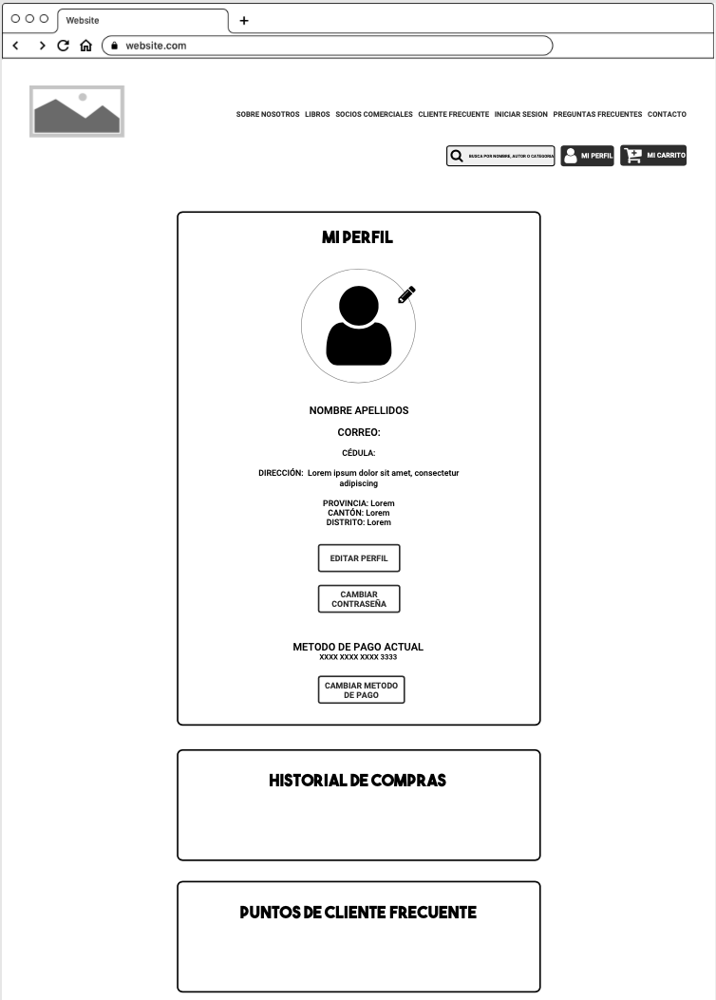 Website
website.com
SOBRE NOSOTROS LIBROS SOCIOS COMERCIALES CLIENTE FRECUENTE INICIAR SESION PREGUNTAS FRECUENTES CONTACTO
BUSCA POR NOMBRE, AUTOR O CATEGORIA MI PERFIL MI CARRITO
MI PERFIL
NOMBRE APELLIDOS
CORREO:
CÉDULA:
DIRECCIÓN: Lorem ipsum dolor sit amet, consectetur
adipiscing
PROVINCIA: Lorem
CANTÓN: Lorem
DISTRITO: Lorem
EDITAR PERFIL
CAMBIAR
CONTRASEÑA
METODO DE PAGO ACTUAL
XXXX XXXX XXXX 3333
CAMBIAR METODO
DE PAGO
HISTORIAL DE COMPRAS
PUNTOS DE CLIENTE FRECUENTE